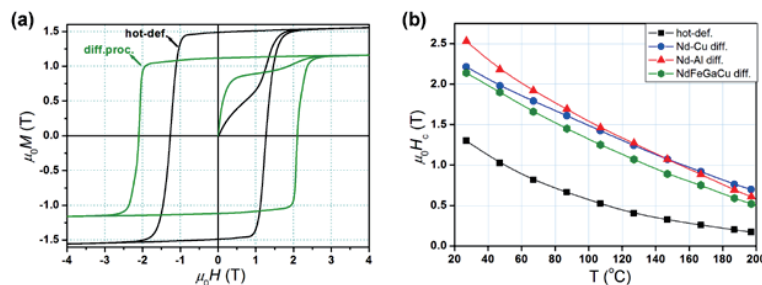 (a)
hot-def.
diff.proc.
1.5
1.0
0.5
0.0
-0.5
-1.0
-1.5
μ₀M (T)
-4 -3 -2 -1 0 1 2 3 4
μ₀H (T)
(b)
hot-def.
Nd-Cu diff.
Nd-Al diff.
NdFeGaCu diff.
2.5
2.0
1.5
1.0
0.5
0.0
μ₀H_c (T)
20 40 60 80 100 120 140 160 180 200
T (°C)